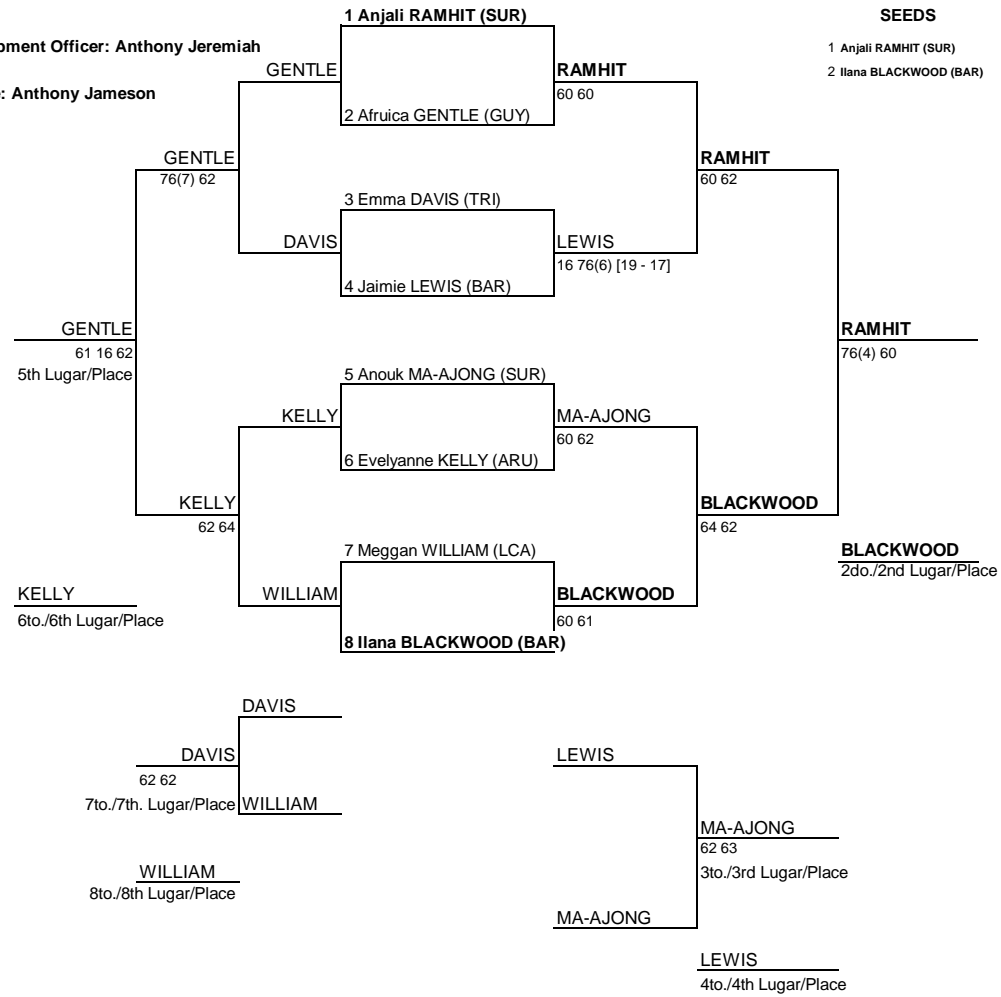 1 Anjali RAMHIT (SUR)
SEEDS
pment Officer: Anthony Jeremiah
1 Anjali RAMHIT (SUR)
GENTLE
RAMHIT
2 Ilana BLACKWOOD (BAR)
: Anthony Jameson
60 60
2 Afruica GENTLE (GUY)
GENTLE
RAMHIT
76(7) 62
60 62
3 Emma DAVIS (TRI)
DAVIS
LEWIS
16 76(6) [19 - 17]
4 Jaimie LEWIS (BAR)
GENTLE
RAMHIT
61 16 62
76(4) 60
5th Lugar/Place
5 Anouk MA-AJONG (SUR)
KELLY
MA-AJONG
60 62
6 Evelyanne KELLY (ARU)
KELLY
BLACKWOOD
62 64
64 62
7 Meggan WILLIAM (LCA)
BLACKWOOD
2do./2nd Lugar/Place
KELLY
WILLIAM
BLACKWOOD
6to./6th Lugar/Place
60 61
8 Ilana BLACKWOOD (BAR)
DAVIS
DAVIS
LEWIS
62 62
7to./7th. Lugar/Place
WILLIAM
MA-AJONG
62 63
WILLIAM
3to./3rd Lugar/Place
8to./8th Lugar/Place
MA-AJONG
LEWIS
4to./4th Lugar/Place